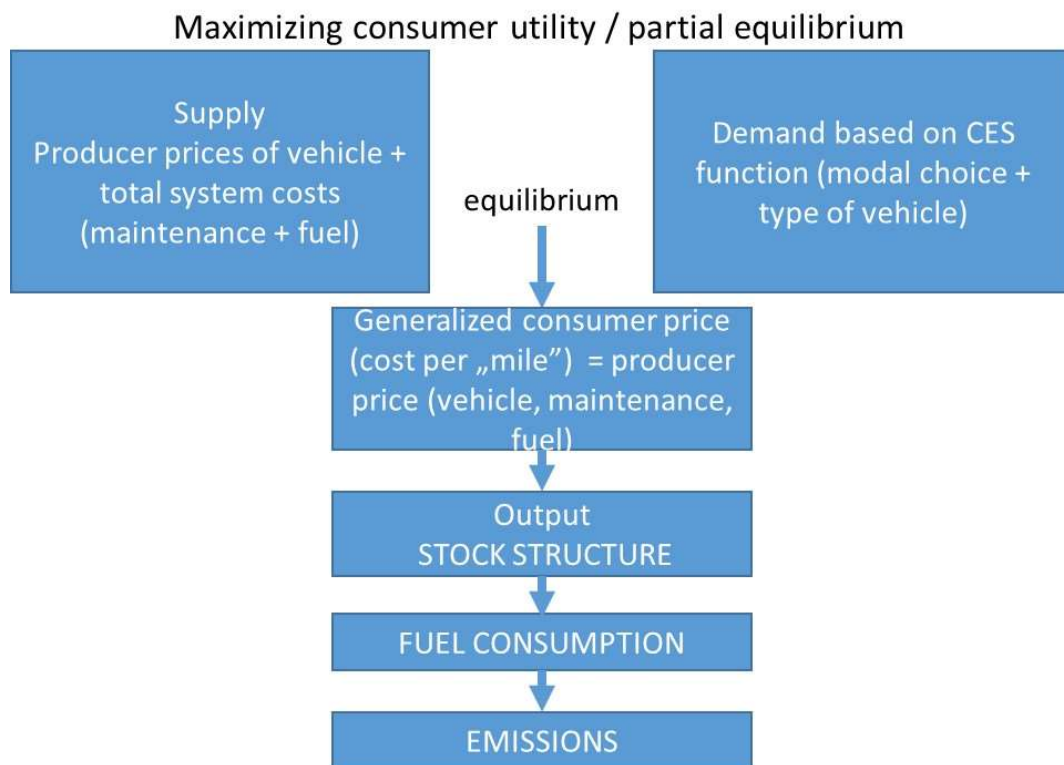 Maximizing consumer utility / partial equilibrium
Supply
Producer prices of vehicle +
total system costs
(maintenance + fuel)
equilibrium
Demand based on CES
function (modal choice +
type of vehicle)
Generalized consumer price
(cost per „mile”) = producer
price (vehicle, maintenance,
fuel)
Output
STOCK STRUCTURE
FUEL CONSUMPTION
EMISSIONS